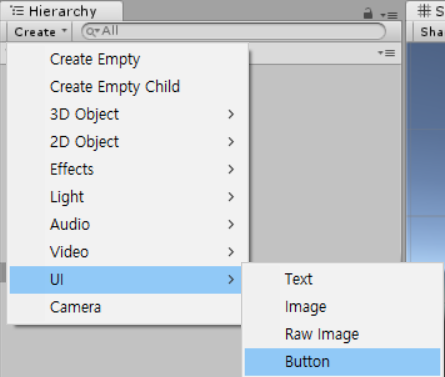 Hierarchy
# S
Create
All
Sha
Create Empty
Create Empty Child
3D Object
2D Object
Effects
Light
Audio
Video
UI
Camera
Text
Image
Raw Image
Button